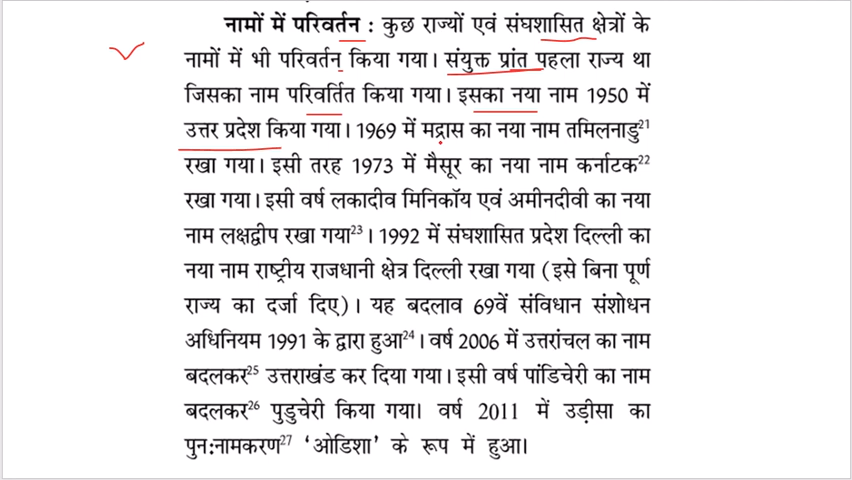 नामों में परिवर्तन : कुछ राज्यों एवं संघशासित क्षेत्रों के
नामों में भी परिवर्तन किया गया। संयुक्त प्रांत पहला राज्य था
जिसका नाम परिवर्तित किया गया। इसका नया नाम 1950 में
उत्तर प्रदेश किया गया। 1969 में मद्रास का नया नाम तमिलनाडु²¹
रखा गया। इसी तरह 1973 में मैसूर का नया नाम कर्नाटक²²
रखा गया। इसी वर्ष लकादीव मिनिकॉय एवं अमीनदीवी का नया
नाम लक्षद्वीप रखा गया²³। 1992 में संघशासित प्रदेश दिल्ली का
नया नाम राष्ट्रीय राजधानी क्षेत्र दिल्ली रखा गया (इसे बिना पूर्ण
राज्य का दर्जा दिए)। यह बदलाव 69वें संविधान संशोधन
अधिनियम 1991 के द्वारा हुआ²⁴। वर्ष 2006 में उत्तरांचल का नाम
बदलकर²⁵ उत्तराखंड कर दिया गया। इसी वर्ष पांडिचेरी का नाम
बदलकर²⁶ पुडुचेरी किया गया। वर्ष 2011 में उड़ीसा का
पुन:नामकरण²⁷ ‘ओडिशा’ के रूप में हुआ।